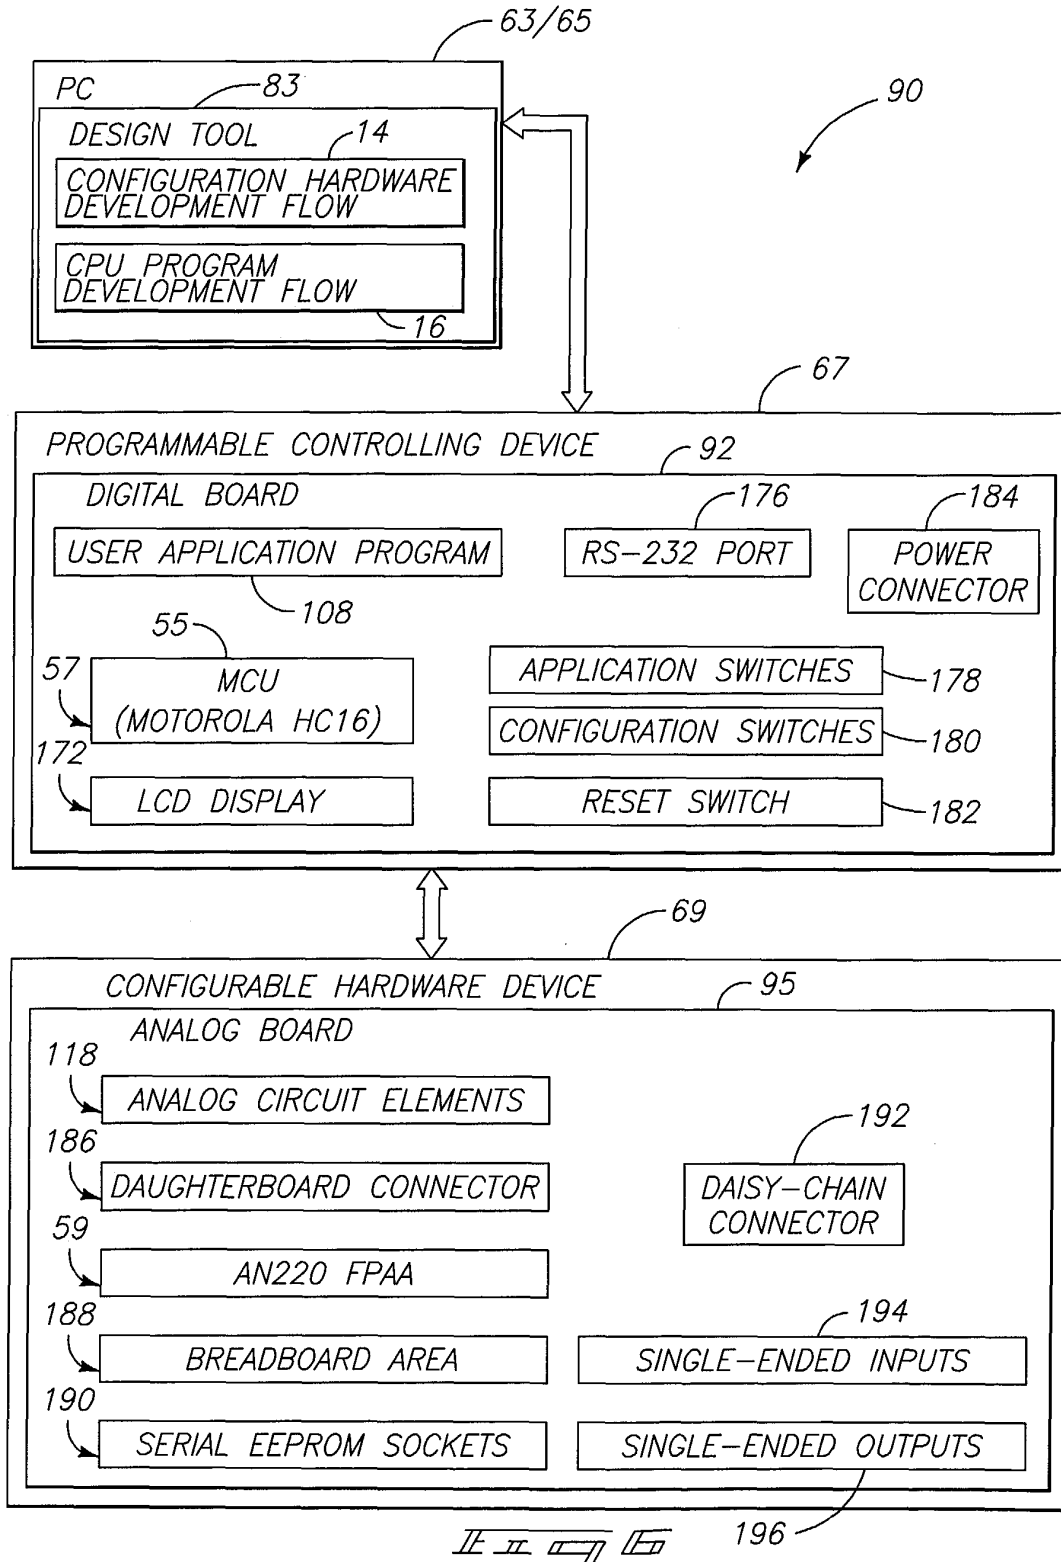 63/65
PC
83
90
DESIGN TOOL
14
CONFIGURATION HARDWARE
DEVELOPMENT FLOW
CPU PROGRAM
DEVELOPMENT FLOW
16
67
PROGRAMMABLE CONTROLLING DEVICE
92
DIGITAL BOARD
176
184
USER APPLICATION PROGRAM
RS-232 PORT
POWER
CONNECTOR
108
55
57
MCU
(MOTOROLA HC16)
APPLICATION SWITCHES
178
CONFIGURATION SWITCHES
180
172
LCD DISPLAY
RESET SWITCH
182
69
CONFIGURABLE HARDWARE DEVICE
95
ANALOG BOARD
118
ANALOG CIRCUIT ELEMENTS
192
186
DAUGHTERBOARD CONNECTOR
DAISY-CHAIN
CONNECTOR
59
AN220 FPAA
188
194
BREADBOARD AREA
SINGLE-ENDED INPUTS
190
SERIAL EEPROM SOCKETS
SINGLE-ENDED OUTPUTS
196
FIG 6